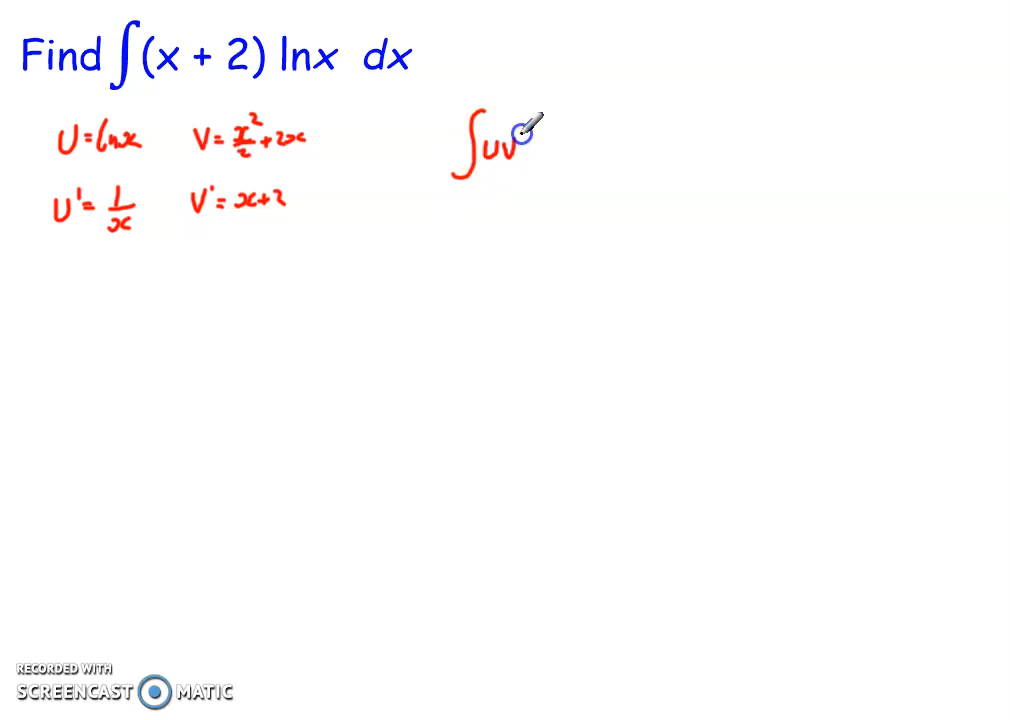 Find ∫(x + 2) lnx dx
U = lnx V = x²/2 + 2x
U' = 1/x V' = x+2
∫UV
RECORDED WITH
SCREENCAST MATIC